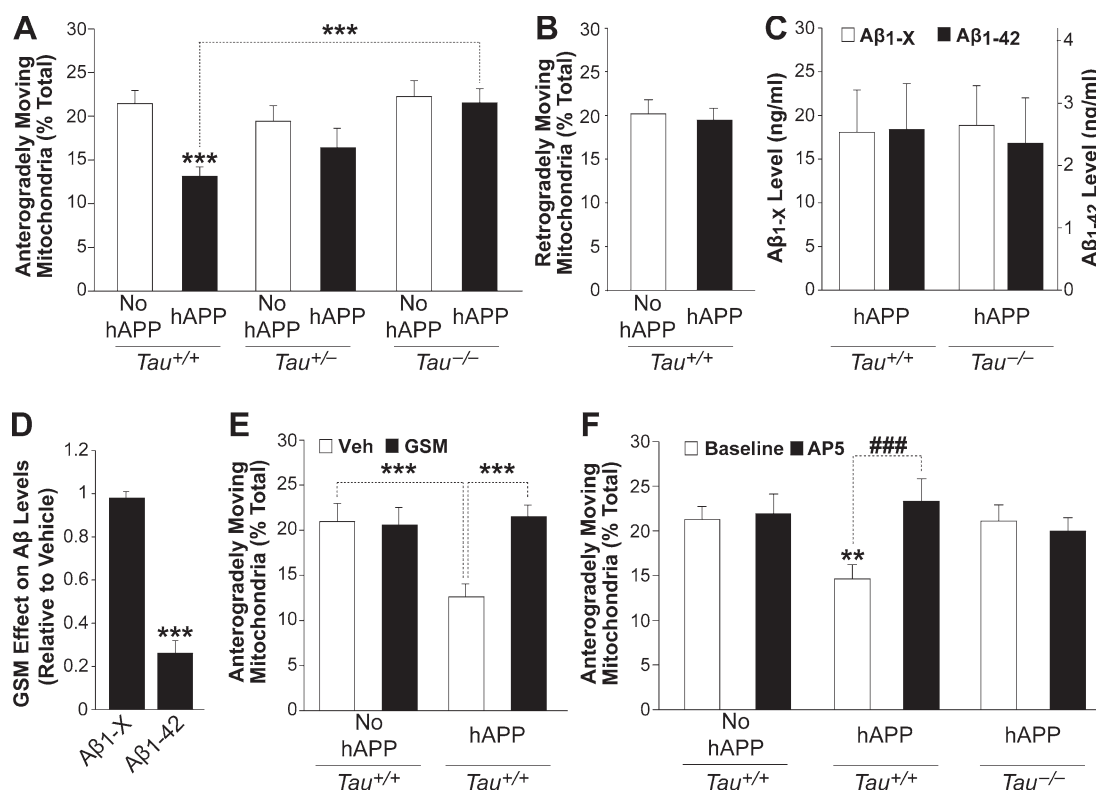 A
Anterogradely Moving
Mitochondria (% Total)
30
25
20
15
10
5
0
***
***
No
hAPP
hAPP
No
hAPP
hAPP
No
hAPP
hAPP
Tau+/+
Tau+/–
Tau–/–
B
Retrogradely Moving
Mitochondria (% Total)
30
25
20
15
10
5
0
No
hAPP
hAPP
Tau+/+
C
Aβ1-X
Aβ1-42
Aβ1-X Level (ng/ml)
30
25
20
15
10
5
0
4
3
2
1
0
Aβ1-42 Level (ng/ml)
hAPP
hAPP
Tau+/+
Tau–/–
D
GSM Effect on Aβ Levels
(Relative to Vehicle)
1.2
1
0.8
0.6
0.4
0.2
0
***
Aβ1-X
Aβ1-42
E
Anterogradely Moving
Mitochondria (% Total)
30
25
20
15
10
5
0
Veh
GSM
***
***
No
hAPP
hAPP
Tau+/+
Tau+/+
F
Anterogradely Moving
Mitochondria (% Total)
30
25
20
15
10
5
0
Baseline
AP5
###
**
No
hAPP
hAPP
hAPP
Tau+/+
Tau+/+
Tau–/–